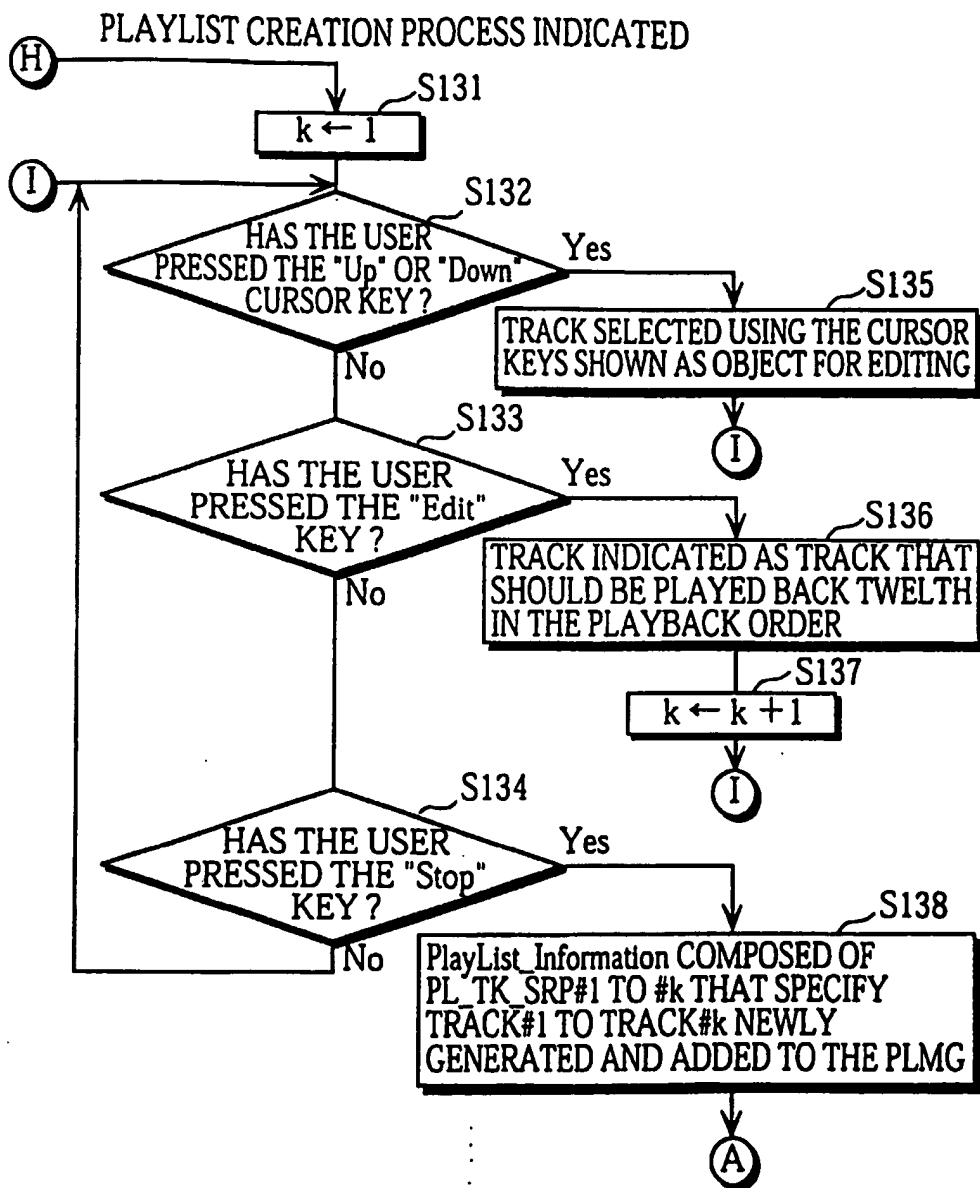 PLAYLIST CREATION PROCESS INDICATED
H
S131
k ← 1
I
S132
HAS THE USER
PRESSED THE "Up" OR "Down"
CURSOR KEY ?
Yes
No
S135
TRACK SELECTED USING THE CURSOR
KEYS SHOWN AS OBJECT FOR EDITING
I
S133
HAS THE USER
PRESSED THE "Edit"
KEY ?
Yes
No
S136
TRACK INDICATED AS TRACK THAT
SHOULD BE PLAYED BACK TWELTH
IN THE PLAYBACK ORDER
S137
k ← k + 1
I
S134
HAS THE USER
PRESSED THE "Stop"
KEY ?
Yes
No
S138
PlayList_Information COMPOSED OF
PL_TK_SRP#1 TO #k THAT SPECIFY
TRACK#1 TO TRACK#k NEWLY
GENERATED AND ADDED TO THE PLMG
A